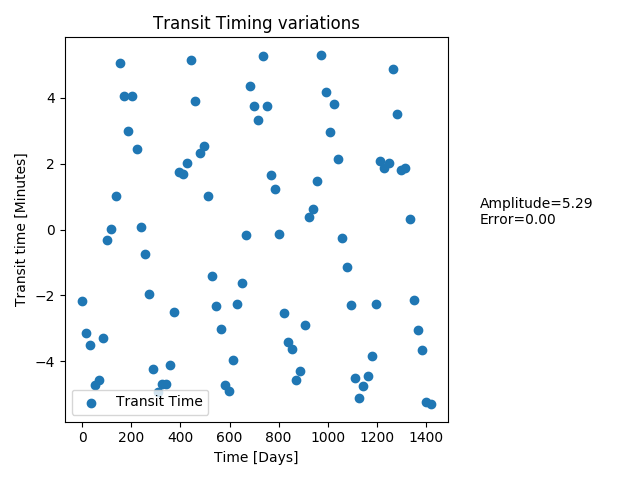 Transit Timing variations
4
2
0
−2
−4
Transit time [Minutes]
Transit Time
0
200
400
600
800
1000
1200
1400
Time [Days]
Amplitude=5.29
Error=0.00